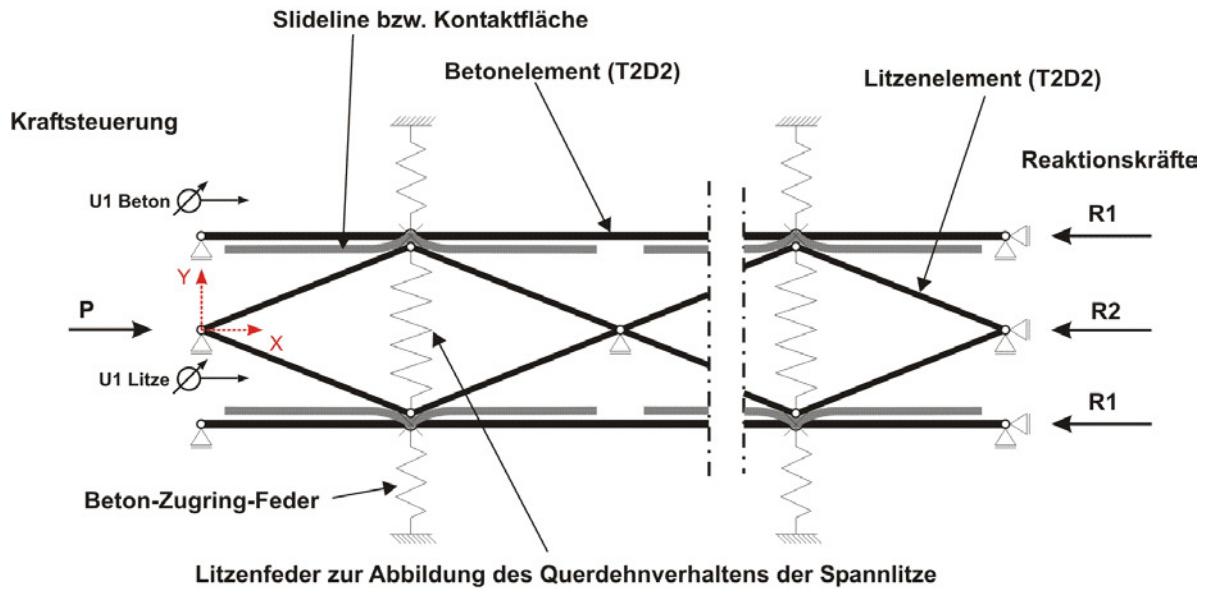 Slideline bzw. Kontaktfläche
Betonelement (T2D2)
Litzenelement (T2D2)
Kraftsteuerung
Reaktionskräfte
U1 Beton
R1
Y
P
X
R2
U1 Litze
R1
Beton-Zugring-Feder
Litzenfeder zur Abbildung des Querdehnverhaltens der Spannlitze